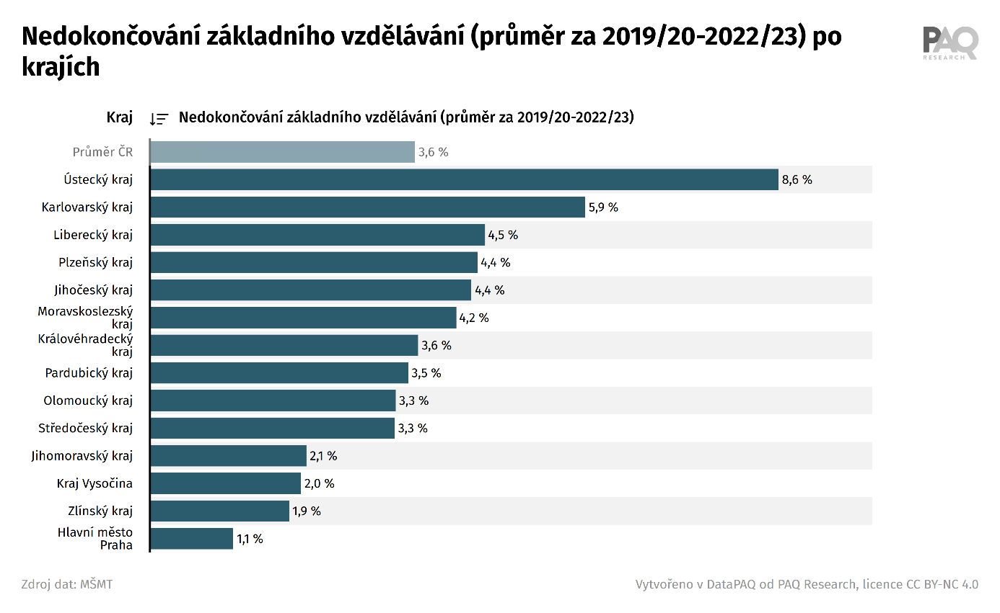 Nedokončování základního vzdělávání (průměr za 2019/20-2022/23) po
krajích
PAQ
RESEARCH
Kraj Nedokončování základního vzdělávání (průměr za 2019/20-2022/23)
Průměr ČR 3,6 %
Ústecký kraj 8,6 %
Karlovarský kraj 5,9 %
Liberecký kraj 4,5 %
Plzeňský kraj 4,4 %
Jihočeský kraj 4,4 %
Moravskoslezský
kraj 4,2 %
Královéhradecký
kraj 3,6 %
Pardubický kraj 3,5 %
Olomoucký kraj 3,3 %
Středočeský kraj 3,3 %
Jihomoravský kraj 2,1 %
Kraj Vysočina 2,0 %
Zlínský kraj 1,9 %
Hlavní město
Praha 1,1 %
Zdroj dat: MŠMT Vytvořeno v DataPAQ od PAQ Research, licence CC BY-NC 4.0